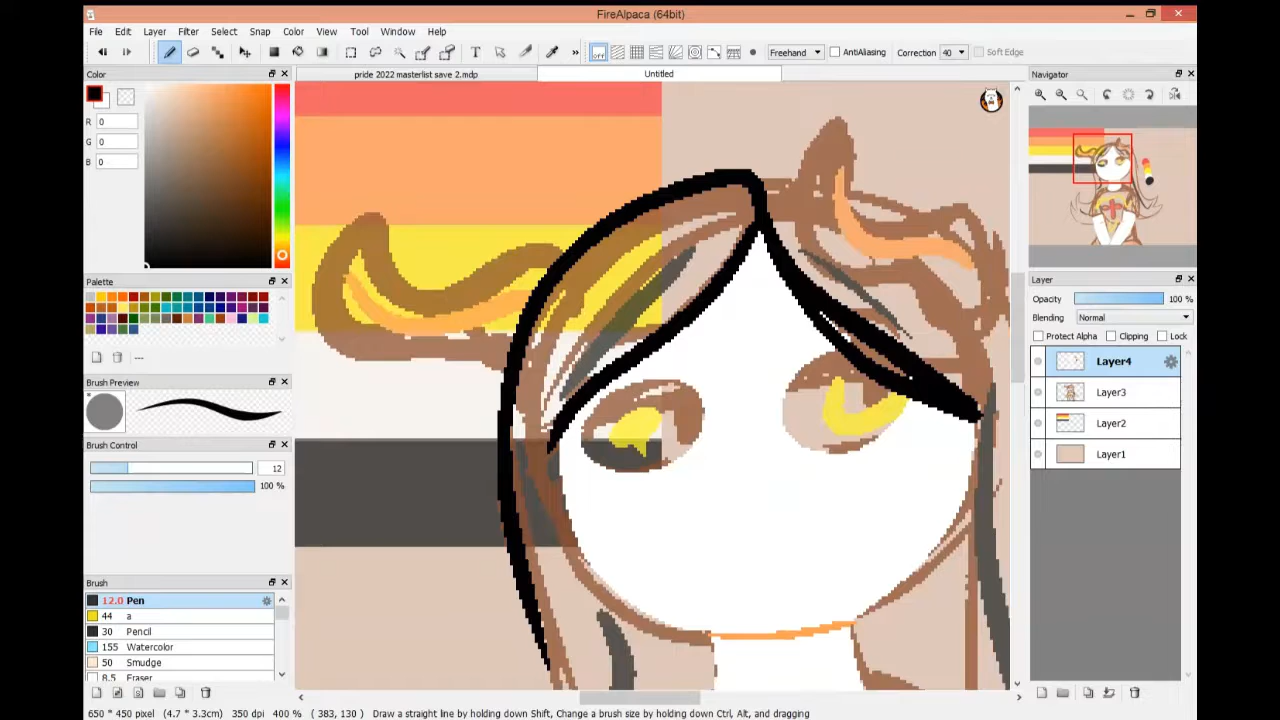 FireAlpaca (64bit)
File Edit Layer Filter Select Snap Color View Tool Window Help
OFF Freehand AntiAliasing Correction 40 Soft Edge
Color
pride 2022 masterlist save 2.mdp Untitled
Navigator
R 0
G 0
B 0
Palette
---
Brush Preview
Brush Control
12
100 %
Brush
12.0 Pen
44 a
30 Pencil
155 Watercolor
50 Smudge
8.5 Eraser
Layer
Opacity 100 %
Blending Normal
Protect Alpha Clipping Lock
Layer4
Layer3
Layer2
Layer1
650 * 450 pixel (4.7 * 3.3cm) 350 dpi 400 % ( 383, 130 ) Draw a straight line by holding down Shift, Change a brush size by holding down Ctrl, Alt, and dragging